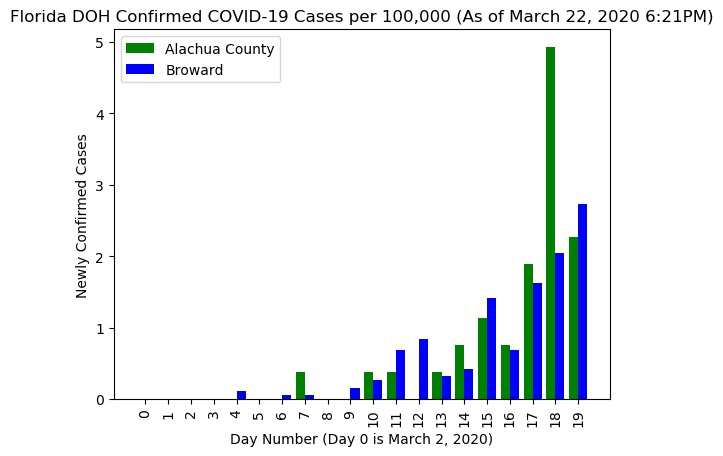 Florida DOH Confirmed COVID-19 Cases per 100,000 (As of March 22, 2020 6:21PM)
Alachua County
Broward
Newly Confirmed Cases
5
4
3
2
1
0
0 1 2 3 4 5 6 7 8 9 10 11 12 13 14 15 16 17 18 19
Day Number (Day 0 is March 2, 2020)